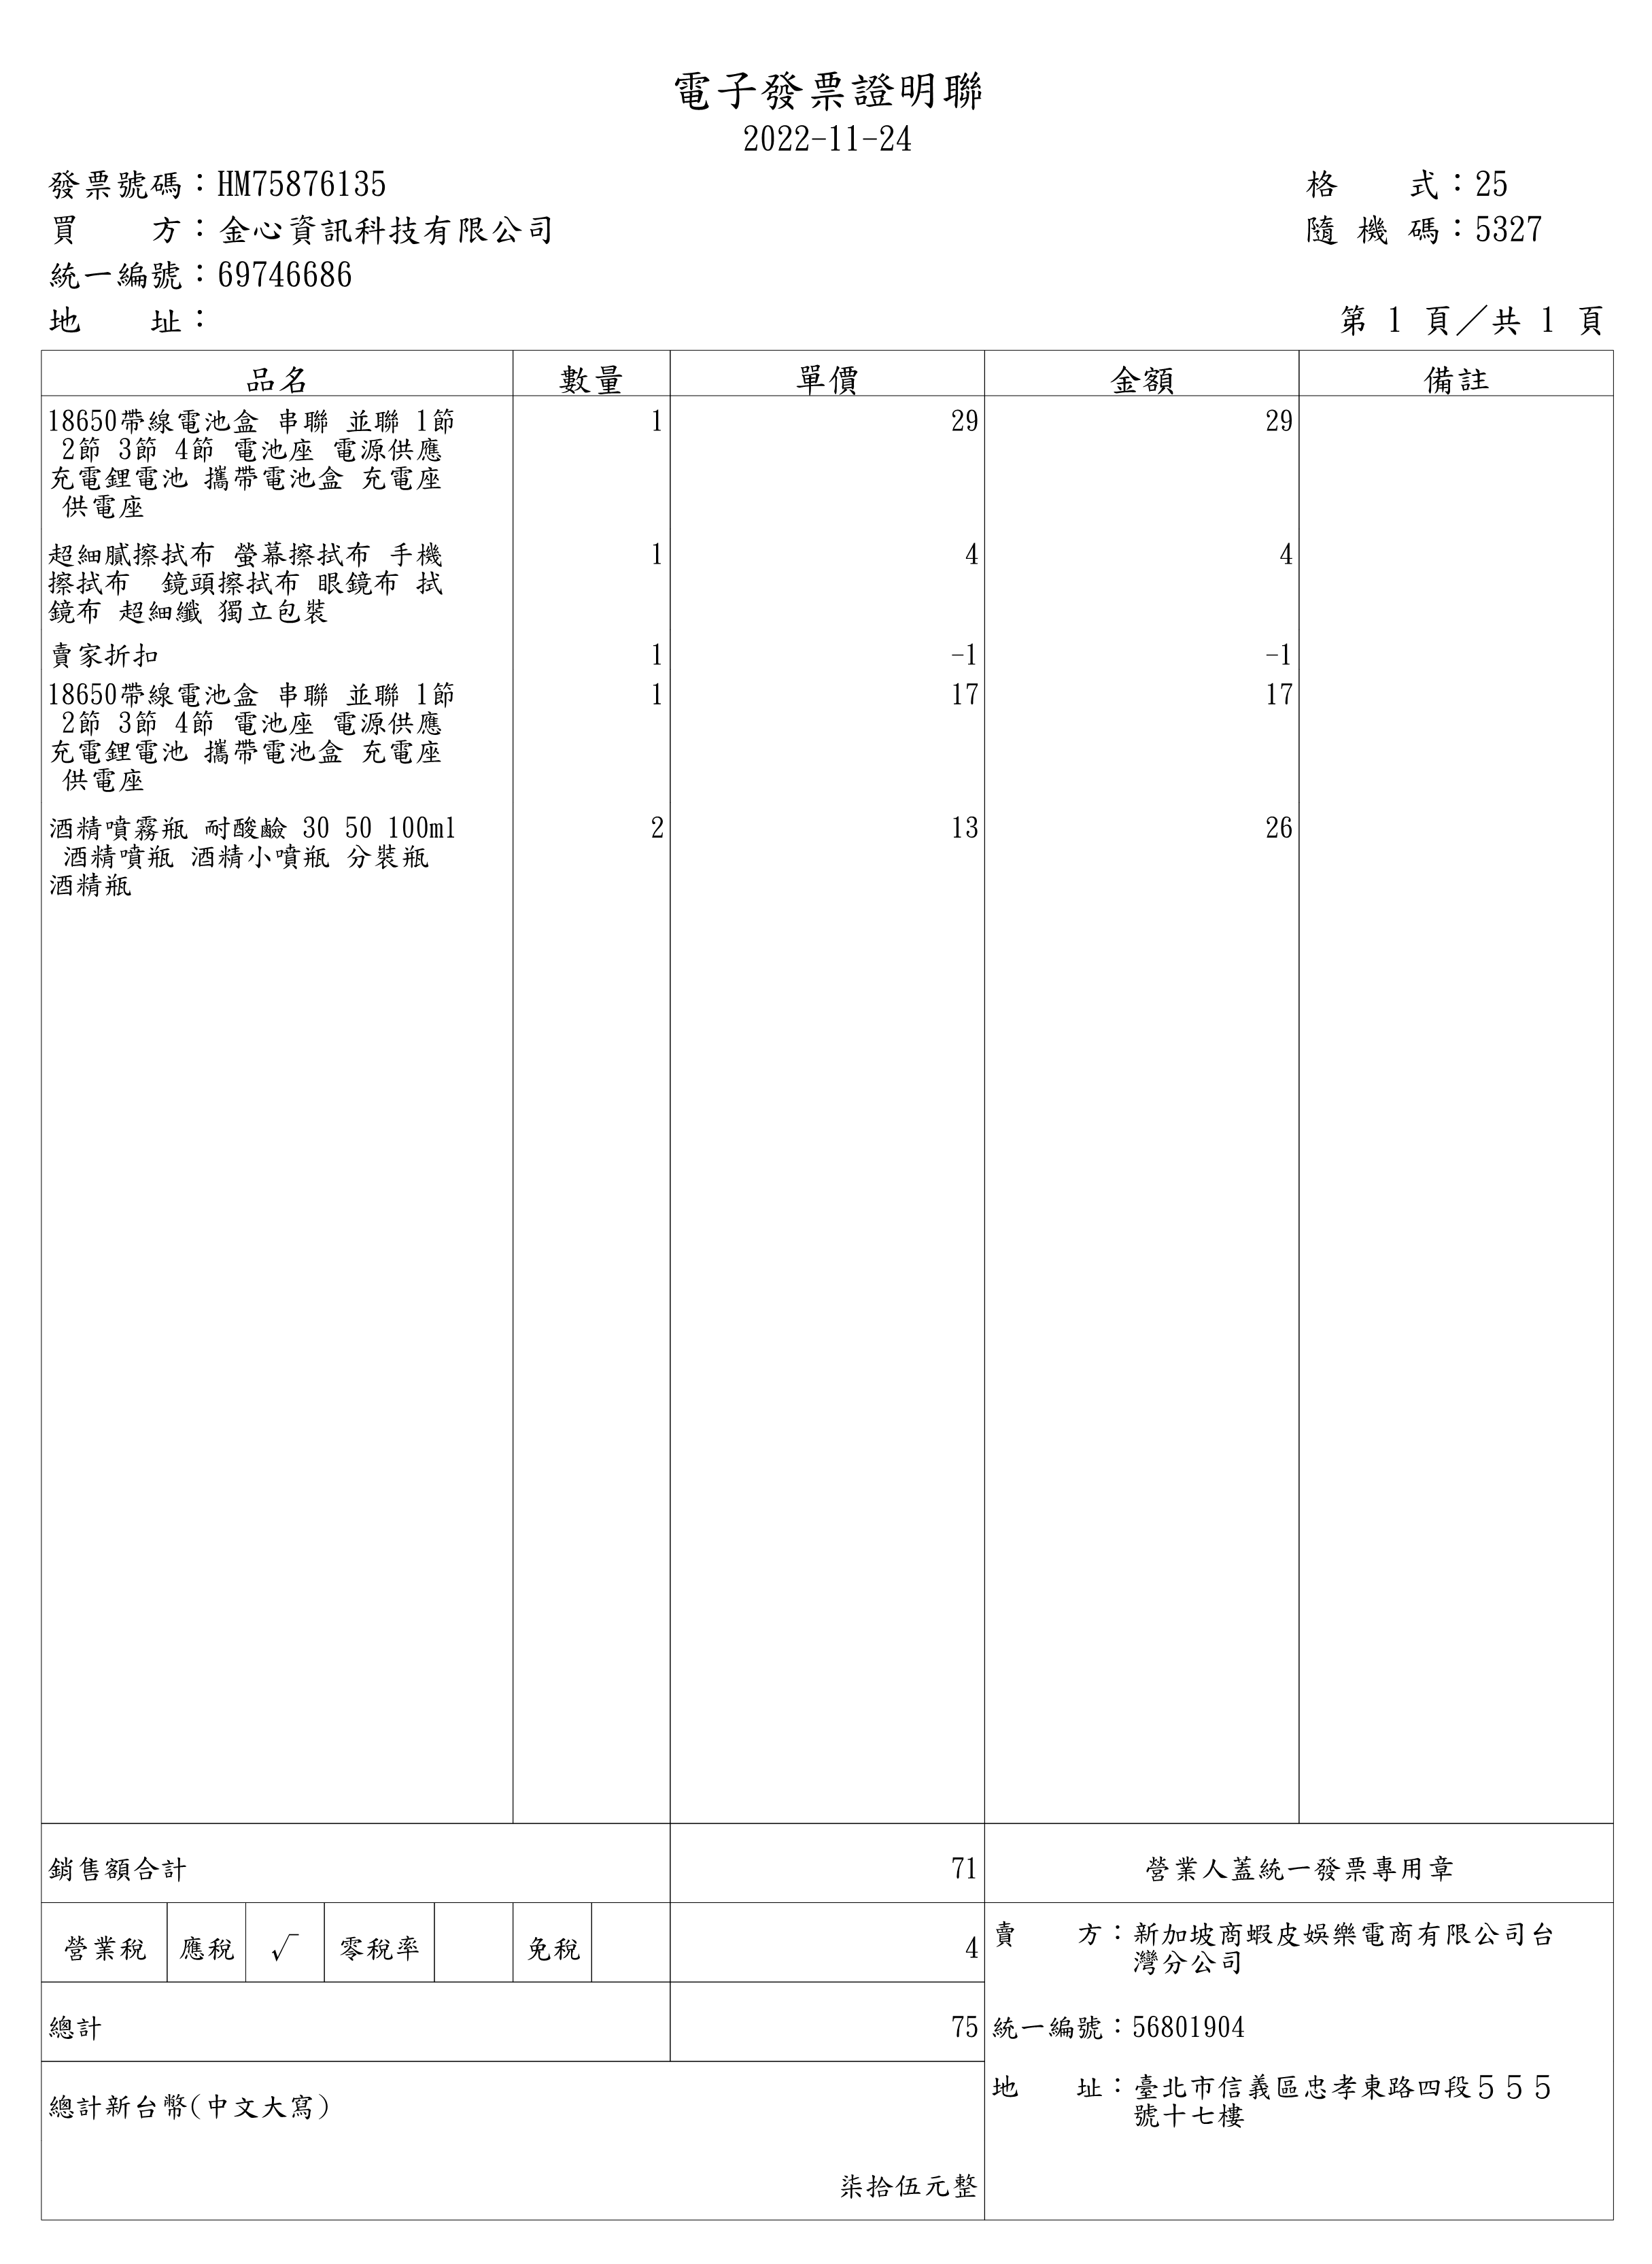 電子發票證明聯
2022-11-24
發票號碼：HM75876135
格　　式：25
買　　方：金心資訊科技有限公司
隨 機 碼：5327
統一編號：69746686
地　　址：
第 1 頁／共 1 頁
品名 數量 單價 金額 備註
18650帶線電池盒 串聯 並聯 1節 1 29 29
2節 3節 4節 電池座 電源供應
充電鋰電池 攜帶電池盒 充電座
供電座
超細膩擦拭布 螢幕擦拭布 手機 1 4 4
擦拭布　鏡頭擦拭布 眼鏡布 拭
鏡布 超細纖 獨立包裝
賣家折扣 1 -1 -1
18650帶線電池盒 串聯 並聯 1節 1 17 17
2節 3節 4節 電池座 電源供應
充電鋰電池 攜帶電池盒 充電座
供電座
酒精噴霧瓶 耐酸鹼 30 50 100ml 2 13 26
酒精噴瓶 酒精小噴瓶 分裝瓶
酒精瓶
銷售額合計 71 營業人蓋統一發票專用章
營業稅 應稅 √ 零稅率 免稅 4
賣　　方：新加坡商蝦皮娛樂電商有限公司台
灣分公司
總計 75
統一編號：56801904
地　　址：臺北市信義區忠孝東路四段５５５
號十七樓
總計新台幣(中文大寫)
柒拾伍元整